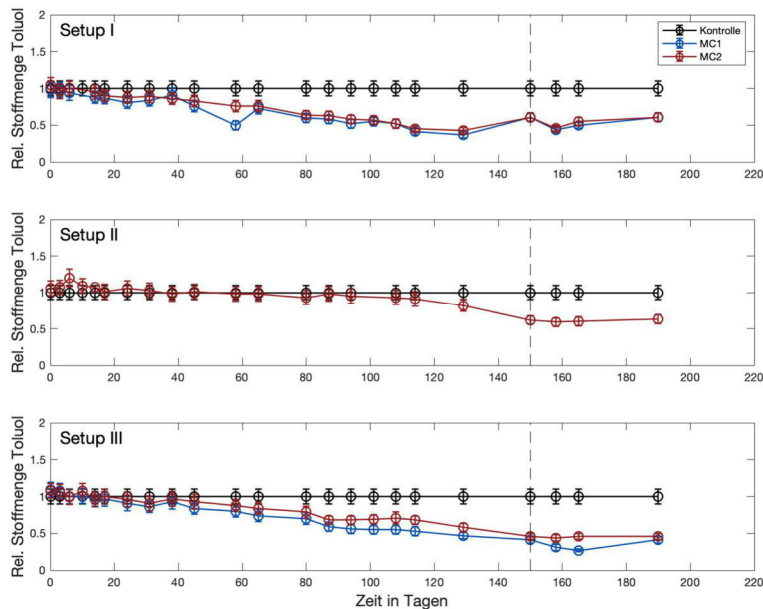 Setup I
Kontrolle
MC1
MC2
Rel. Stoffmenge Toluol
2
1.5
1
0.5
0
0 20 40 60 80 100 120 140 160 180 200 220
Setup II
Rel. Stoffmenge Toluol
2
1.5
1
0.5
0
0 20 40 60 80 100 120 140 160 180 200 220
Setup III
Rel. Stoffmenge Toluol
2
1.5
1
0.5
0
0 20 40 60 80 100 120 140 160 180 200 220
Zeit in Tagen